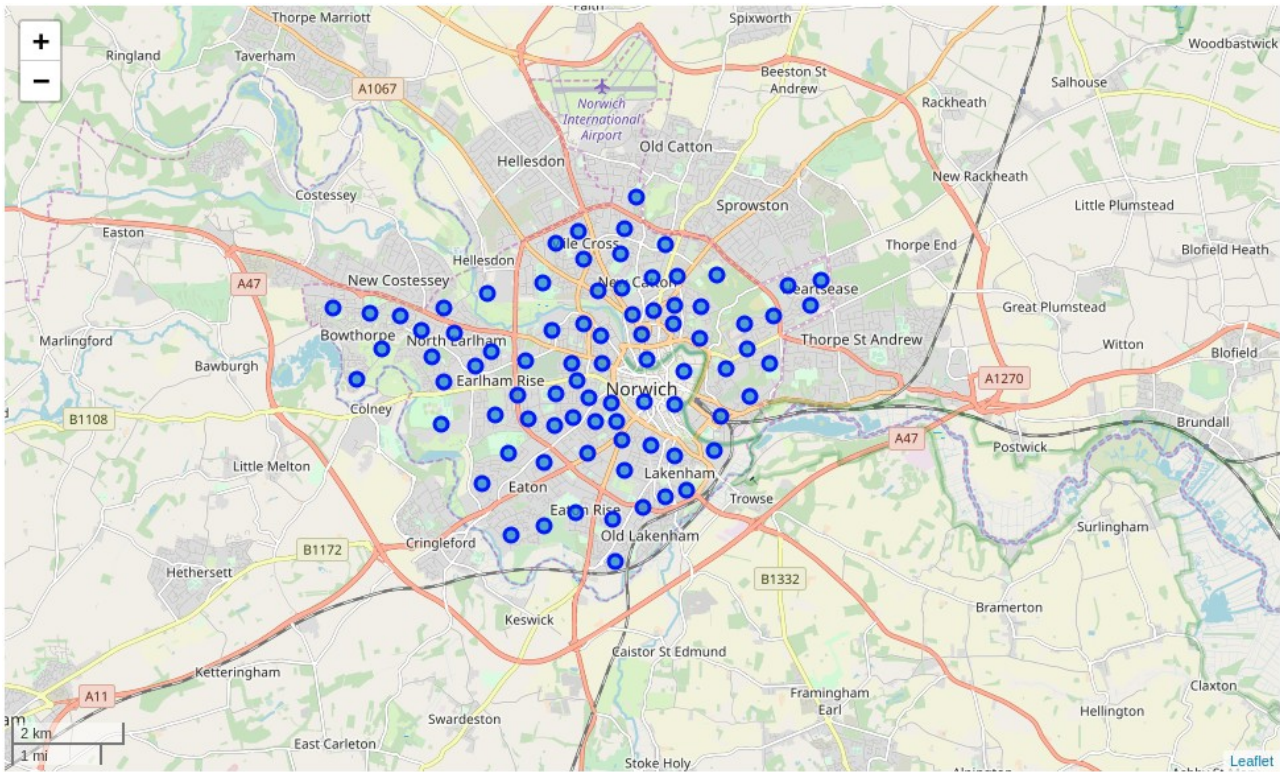 Thorpe Marriott
Faith
Spixworth
+
−
Ringland
Taverham
Woodbastwick
Beeston St
Andrew
Salhouse
A1067
Rackheath
Norwich
International
Airport
Old Catton
Hellesdon
New Rackheath
Costessey
Sprowston
Little Plumstead
Easton
Mile Cross
Thorpe End
Blofield Heath
Hellesdon
New Costessey
A47
New Catton
Heartsease
Great Plumstead
Bowthorpe
Marlingford
North Earlham
Thorpe St Andrew
Witton
Blofield
Bawburgh
Earlham Rise
Norwich
A1270
Colney
B1108
Brundall
A47
Postwick
Little Melton
Lakenham
Eaton
Trowse
Eaton Rise
Surlingham
Old Lakenham
Cringleford
B1172
Hethersett
B1332
Bramerton
Keswick
Caistor St Edmund
Ketteringham
Claxton
A11
Framingham
Earl
Hellington
Swardeston
am
2 km
East Carleton
1 mi
Stoke Holy
Leaflet